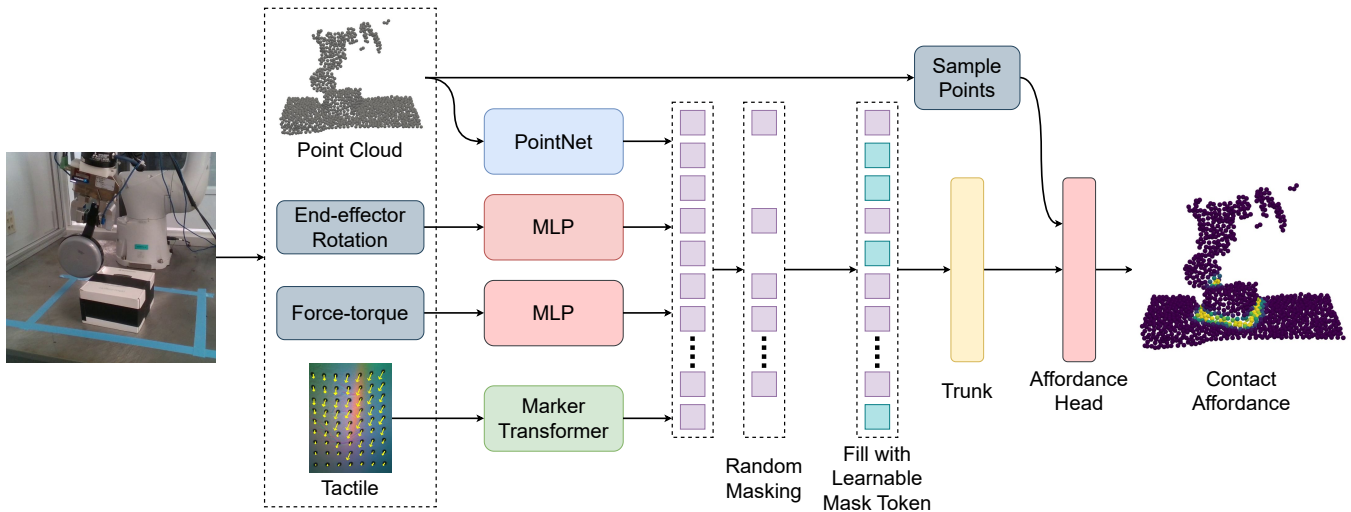 Point Cloud
End-effector
Rotation
Force-torque
Tactile
PointNet
MLP
MLP
Marker
Transformer
Random
Masking
Fill with
Learnable
Mask Token
Sample
Points
Trunk
Affordance
Head
Contact
Affordance